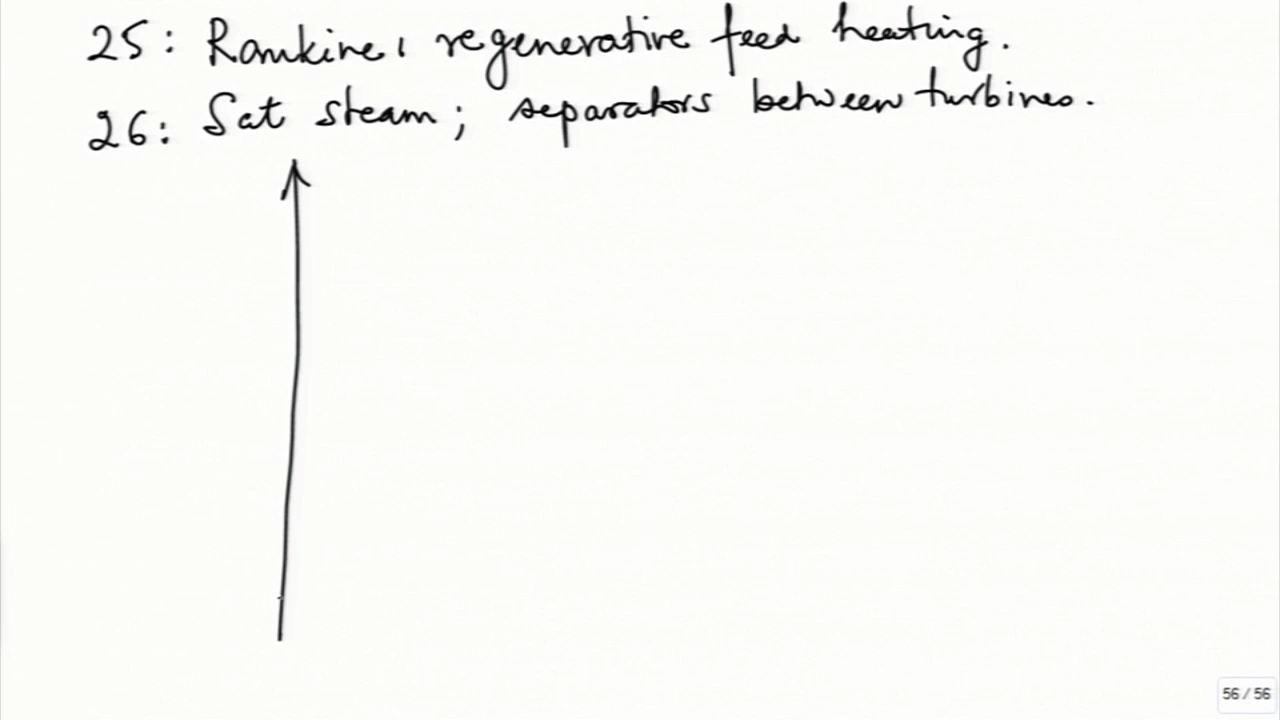 25: Rankine, regenerative feed heating.
26: Sat steam; separators between turbines.
56 / 56